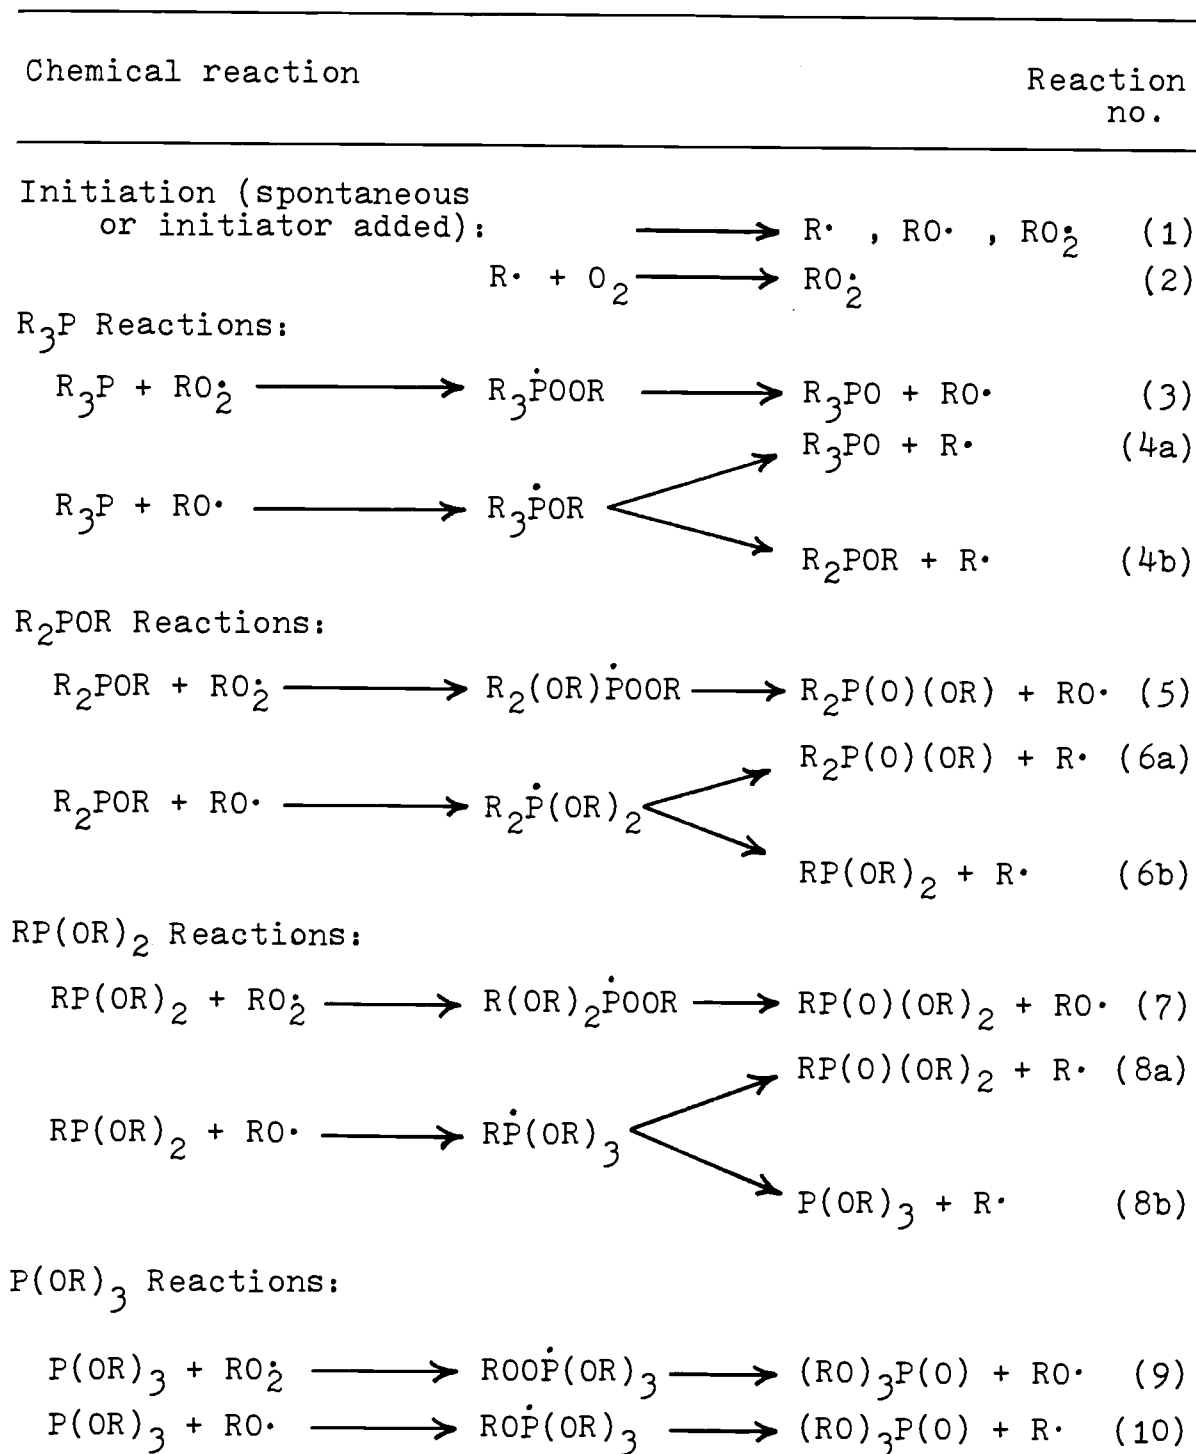 Chemical reaction Reaction no.
Initiation (spontaneous
or initiator added): ⟶ R· , RO· , RO₂· (1)
R· + O₂ ⟶ RO₂· (2)
R₃P Reactions:
R₃P + RO₂· ⟶ R₃ṖOOR ⟶ R₃PO + RO· (3)
R₃PO + R· (4a)
R₃P + RO· ⟶ R₃ṖOR
R₂POR + R· (4b)
R₂POR Reactions:
R₂POR + RO₂· ⟶ R₂(OR)ṖOOR ⟶ R₂P(O)(OR) + RO· (5)
R₂P(O)(OR) + R· (6a)
R₂POR + RO· ⟶ R₂Ṗ(OR)₂
RP(OR)₂ + R· (6b)
RP(OR)₂ Reactions:
RP(OR)₂ + RO₂· ⟶ R(OR)₂ṖOOR ⟶ RP(O)(OR)₂ + RO· (7)
RP(O)(OR)₂ + R· (8a)
RP(OR)₂ + RO· ⟶ RṖ(OR)₃
P(OR)₃ + R· (8b)
P(OR)₃ Reactions:
P(OR)₃ + RO₂· ⟶ ROOṖ(OR)₃ ⟶ (RO)₃P(O) + RO· (9)
P(OR)₃ + RO· ⟶ ROṖ(OR)₃ ⟶ (RO)₃P(O) + R· (10)